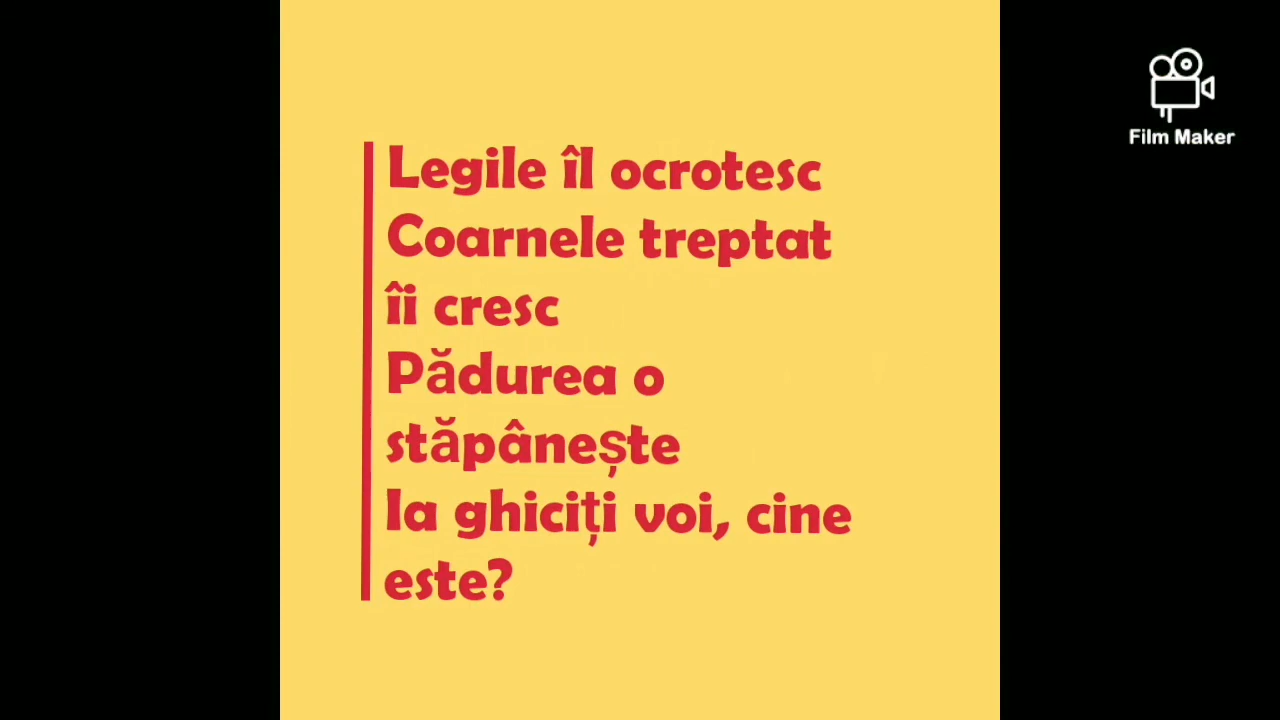 Legile îl ocrotesc
Coarnele treptat
îi cresc
Pădurea o
stăpânește
Ia ghiciți voi, cine
este?
Film Maker